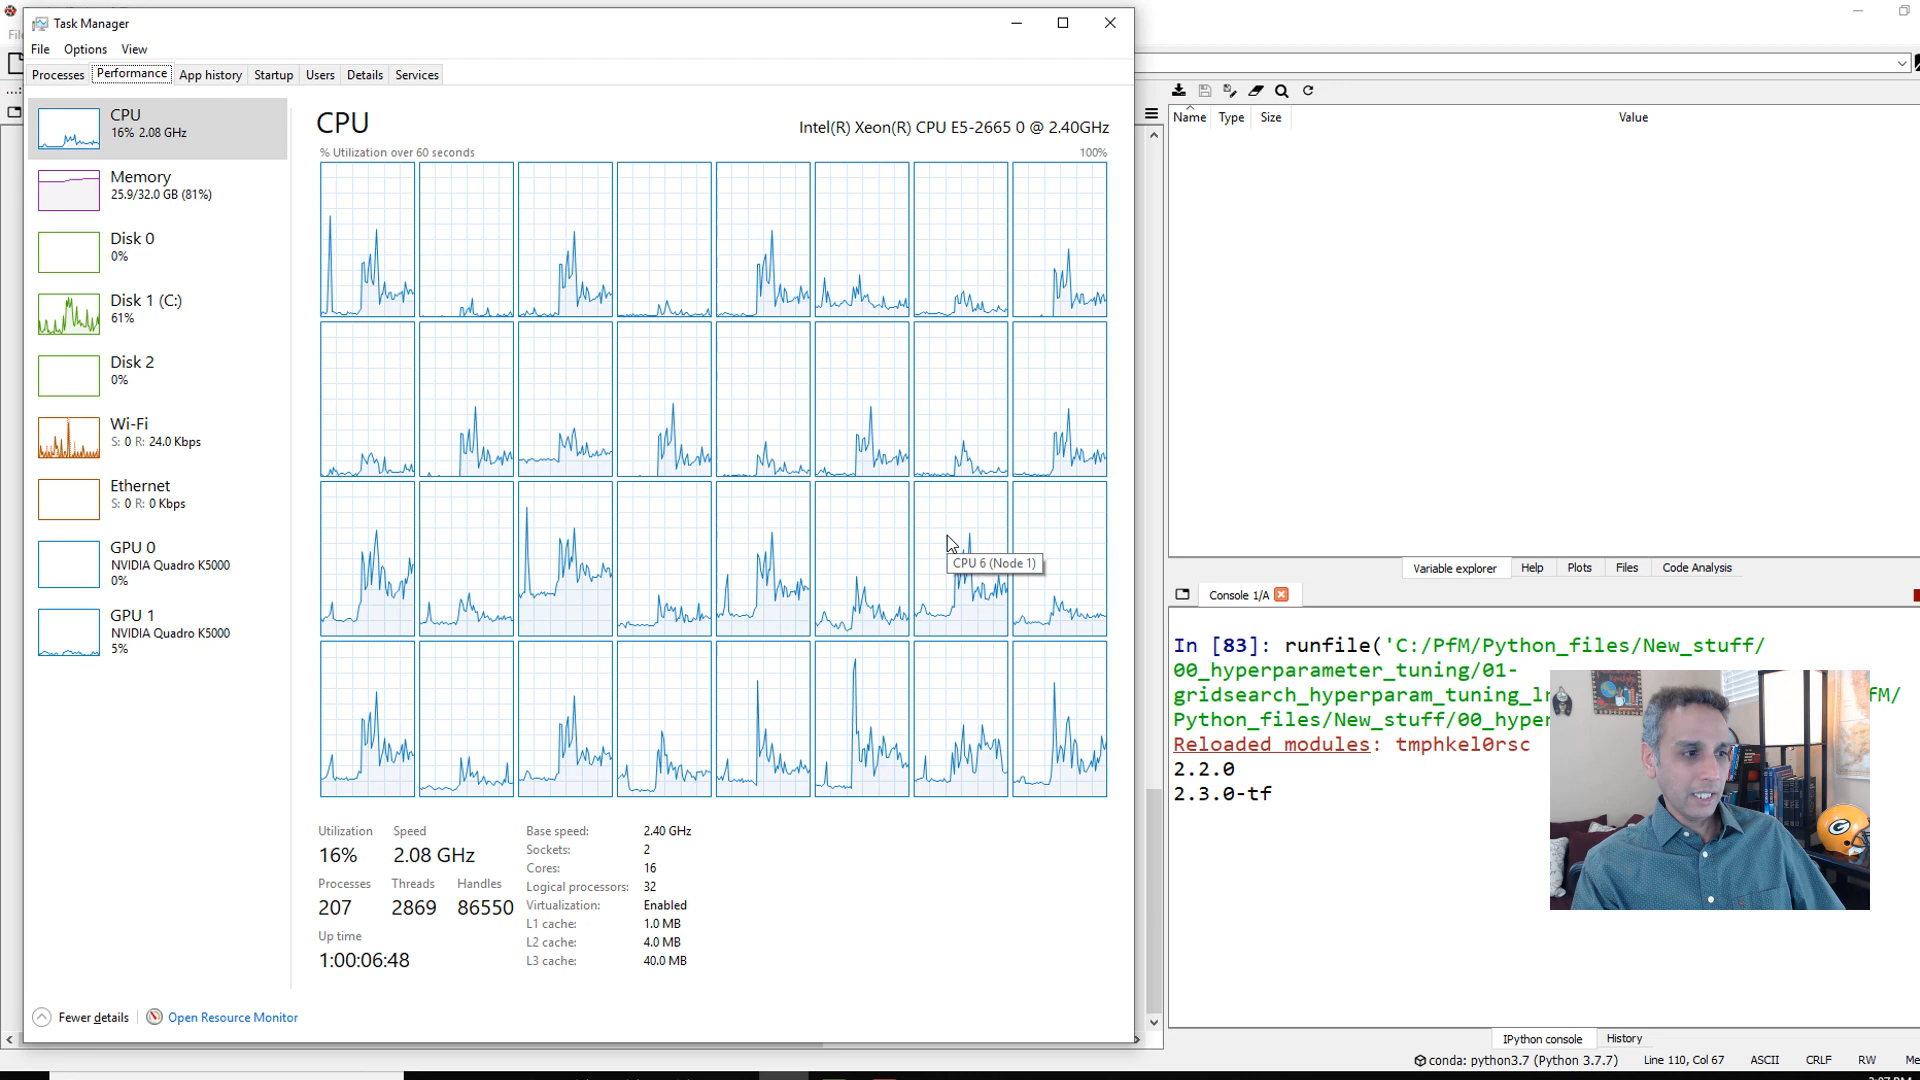 Task Manager
File Options View
Processes Performance App history Startup Users Details Services
CPU
16% 2.08 GHz
Memory
25.9/32.0 GB (81%)
Disk 0
0%
Disk 1 (C:)
61%
Disk 2
0%
Wi-Fi
S: 0 R: 24.0 Kbps
Ethernet
S: 0 R: 0 Kbps
GPU 0
NVIDIA Quadro K5000
0%
GPU 1
NVIDIA Quadro K5000
5%
CPU
Intel(R) Xeon(R) CPU E5-2665 0 @ 2.40GHz
% Utilization over 60 seconds 100%
CPU 6 (Node 1)
Utilization Speed
16% 2.08 GHz
Processes Threads Handles
207 2869 86550
Up time
1:00:06:48
Base speed: 2.40 GHz
Sockets: 2
Cores: 16
Logical processors: 32
Virtualization: Enabled
L1 cache: 1.0 MB
L2 cache: 4.0 MB
L3 cache: 40.0 MB
Fewer details Open Resource Monitor
Name Type Size Value
Variable explorer Help Plots Files Code Analysis
Console 1/A
In [83]: runfile('C:/PfM/Python_files/New_stuff/
00_hyperparameter_tuning/01-
gridsearch_hyperparam_tuning_l fM/
Python_files/New_stuff/00_hyper
Reloaded modules: tmphkel0rsc
2.2.0
2.3.0-tf
IPython console History
conda: python3.7 (Python 3.7.7) Line 110, Col 67 ASCII CRLF RW Me